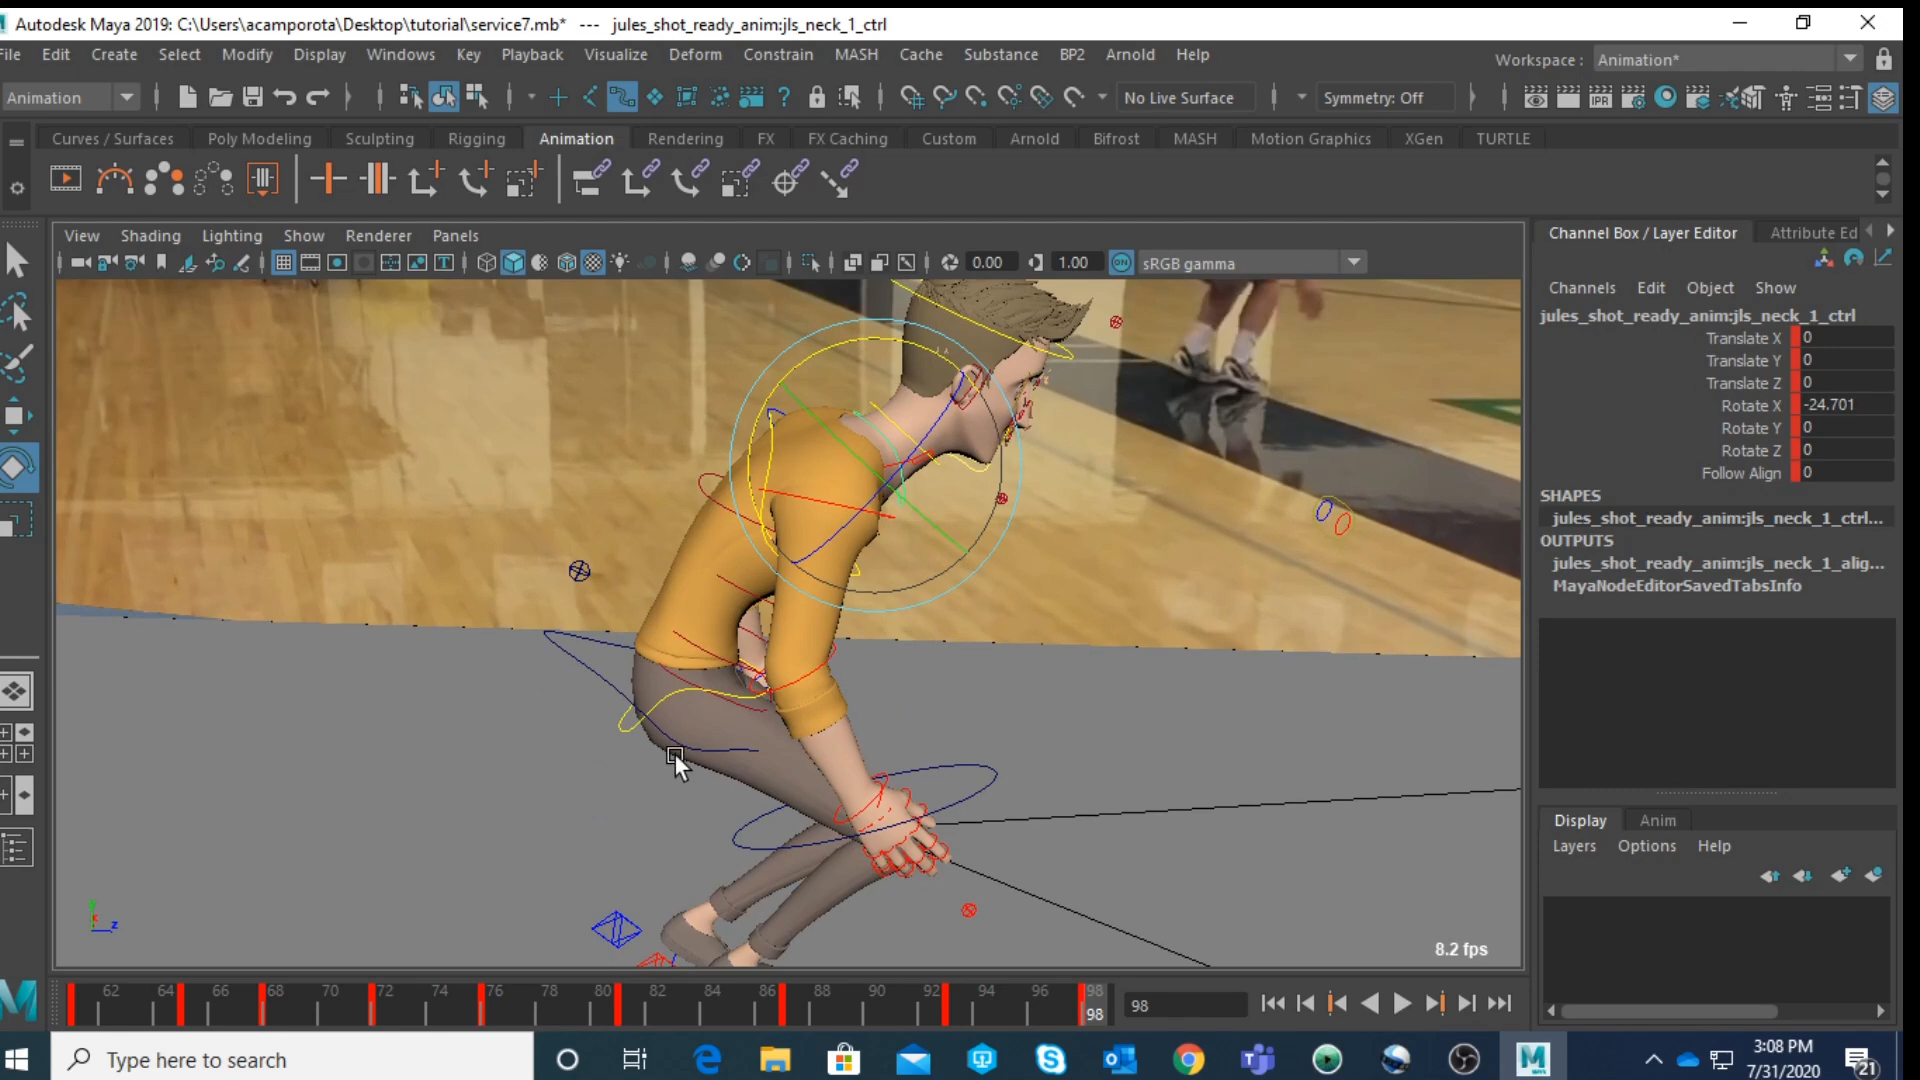 Autodesk Maya 2019: C:\Users\acamporota\Desktop\tutorial\service7.mb* --- jules_shot_ready_anim:jls_neck_1_ctrl
File Edit Create Select Modify Display Windows Key Playback Visualize Deform Constrain MASH Cache Substance BP2 Arnold Help
Workspace : Animation*
Animation
No Live Surface
Symmetry: Off
IPR
Curves / Surfaces Poly Modeling Sculpting Rigging Animation Rendering FX FX Caching Custom Arnold Bifrost MASH Motion Graphics XGen TURTLE
View Shading Lighting Show Renderer Panels
0.00 1.00 ON sRGB gamma
Channel Box / Layer Editor Attribute Ed
Channels Edit Object Show
jules_shot_ready_anim:jls_neck_1_ctrl
Translate X 0
Translate Y 0
Translate Z 0
Rotate X -24.701
Rotate Y 0
Rotate Z 0
Follow Align 0
SHAPES
jules_shot_ready_anim:jls_neck_1_ctrl...
OUTPUTS
jules_shot_ready_anim:jls_neck_1_alig...
MayaNodeEditorSavedTabsInfo
Display Anim
Layers Options Help
z
8.2 fps
62 64 66 68 70 72 74 76 78 80 82 84 86 88 90 92 94 96 98
98
98
Type here to search
3:08 PM
7/31/2020
21